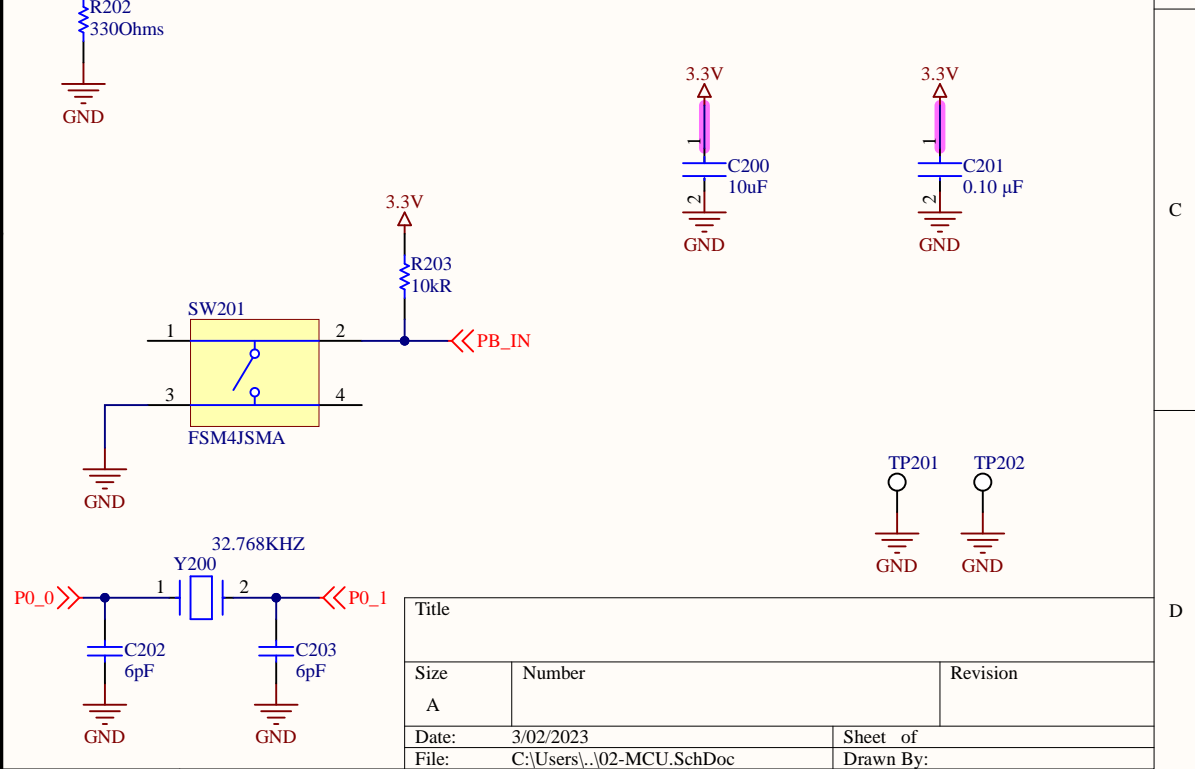 R202
330Ohms
GND
3.3V
1
C200
10uF
2
GND
3.3V
1
C201
0.10 µF
2
GND
C
3.3V
R203
10kR
SW201
1
2
PB_IN
3
4
FSM4JSMA
GND
TP201
GND
TP202
GND
32.768KHZ
Y200
P0_0
1
2
P0_1
C202
6pF
GND
C203
6pF
GND
D
Title
Size
A
Number
Revision
Date: 3/02/2023
Sheet of
File: C:\Users\..\02-MCU.SchDoc
Drawn By: